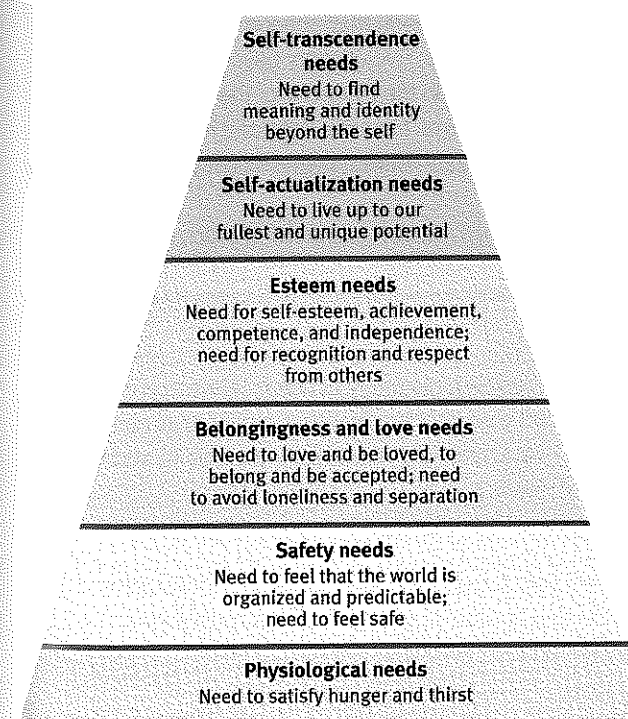 Self-transcendence
needs
Need to find
meaning and identity
beyond the self
Self-actualization needs
Need to live up to our
fullest and unique potential
Esteem needs
Need for self-esteem, achievement,
competence, and independence;
need for recognition and respect
from others
Belongingness and love needs
Need to love and be loved, to
belong and be accepted; need
to avoid loneliness and separation
Safety needs
Need to feel that the world is
organized and predictable;
need to feel safe
Physiological needs
Need to satisfy hunger and thirst